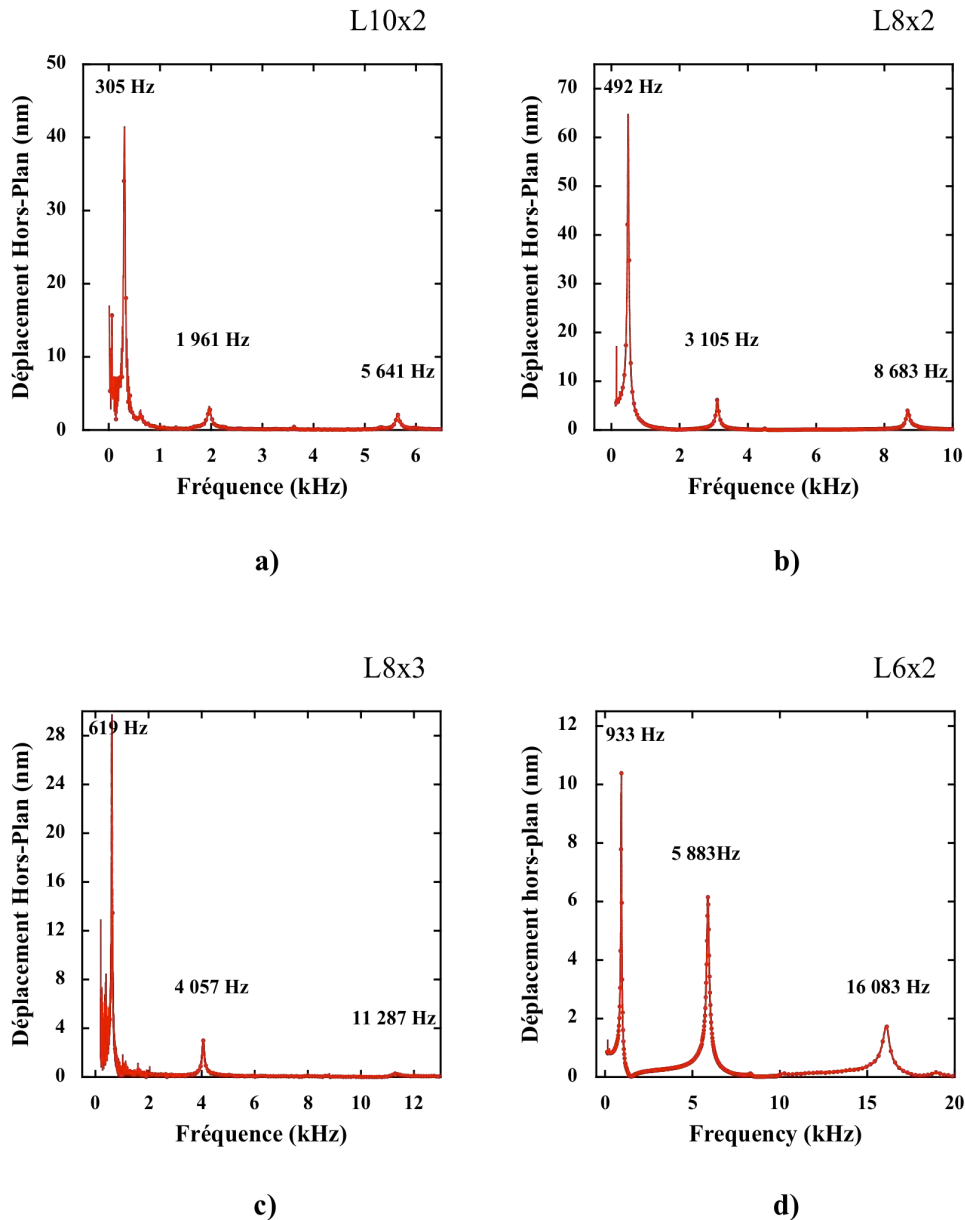 L10x2
50
40
30
20
10
0
305 Hz
1 961 Hz
5 641 Hz
Déplacement Hors-Plan (nm)
0 1 2 3 4 5 6
Fréquence (kHz)
a)
L8x2
70
60
50
40
30
20
10
0
492 Hz
3 105 Hz
8 683 Hz
Déplacement Hors-Plan (nm)
0 2 4 6 8 10
Fréquence (kHz)
b)
L8x3
28
24
20
16
12
8
4
0
619 Hz
4 057 Hz
11 287 Hz
Déplacement Hors-Plan (nm)
0 2 4 6 8 10 12
Fréquence (kHz)
c)
L6x2
12
10
8
6
4
2
0
933 Hz
5 883Hz
16 083 Hz
Déplacement hors-plan (nm)
0 5 10 15 20
Frequency (kHz)
d)